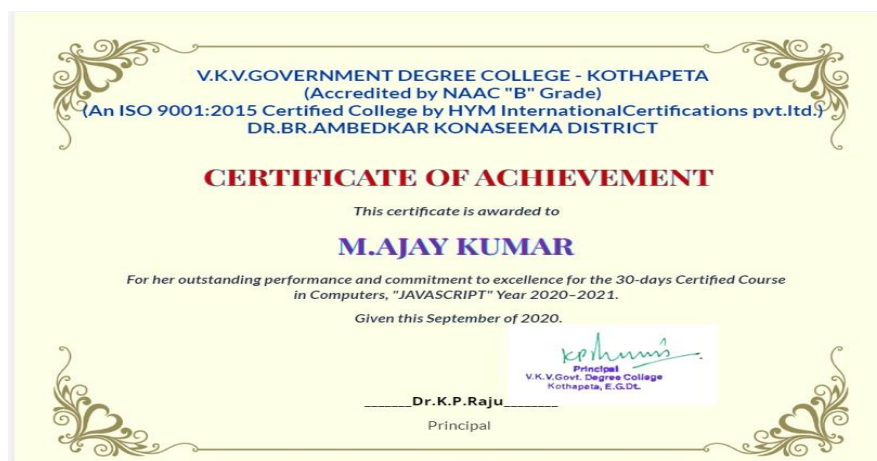 V.K.V.GOVERNMENT DEGREE COLLEGE - KOTHAPETA
(Accredited by NAAC "B" Grade)
(An ISO 9001:2015 Certified College by HYM InternationalCertifications pvt.ltd.)
DR.BR.AMBEDKAR KONASEEMA DISTRICT
CERTIFICATE OF ACHIEVEMENT
This certificate is awarded to
M.AJAY KUMAR
For her outstanding performance and commitment to excellence for the 30-days Certified Course
in Computers, "JAVASCRIPT" Year 2020–2021.
Given this September of 2020.
Principal
V.K.V.Govt. Degree College
Kothapeta, E.G.Dt.
_______Dr.K.P.Raju________
Principal